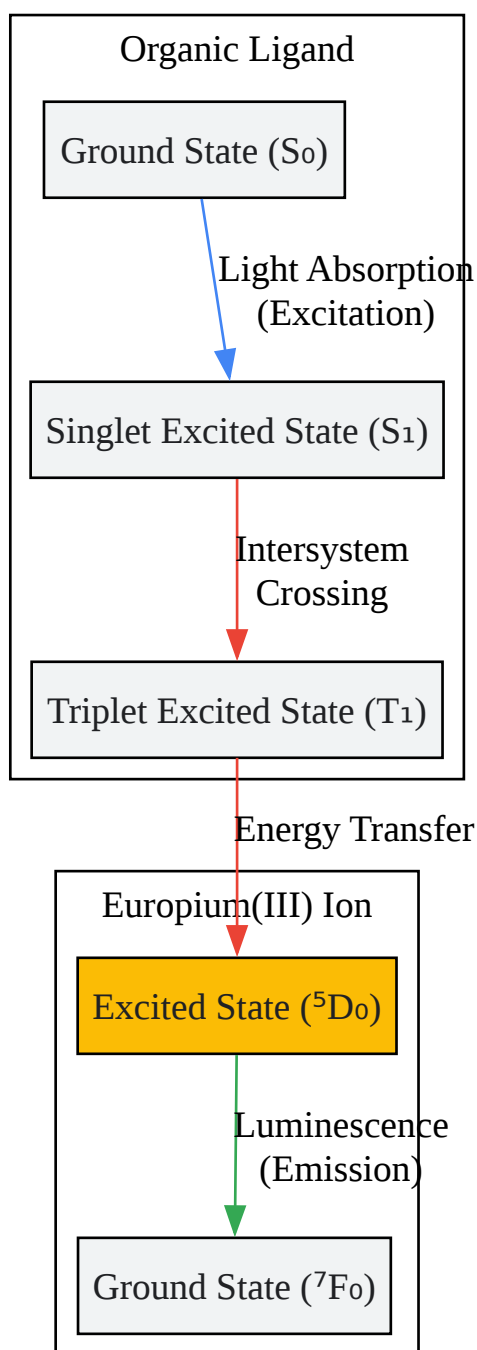 Organic Ligand
Ground State (S₀)
Light Absorption
(Excitation)
Singlet Excited State (S₁)
Intersystem
Crossing
Triplet Excited State (T₁)
Energy Transfer
Europium(III) Ion
Excited State (⁵D₀)
Luminescence
(Emission)
Ground State (⁷F₀)